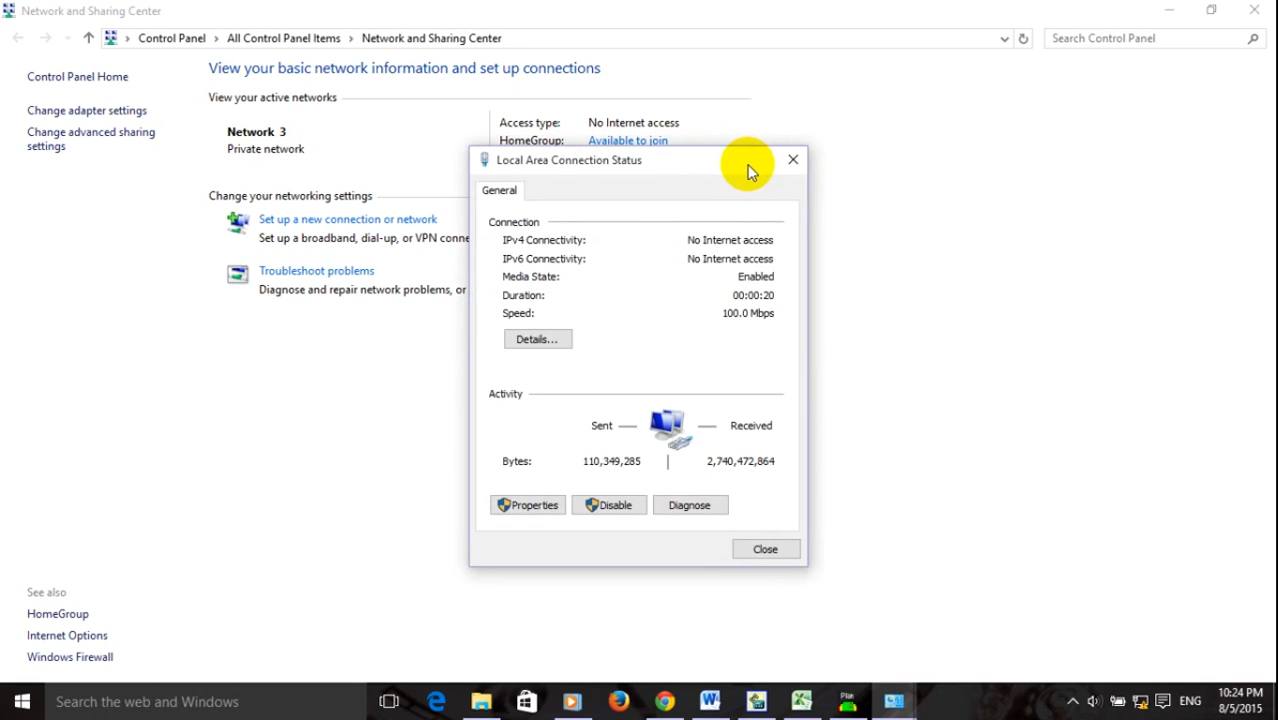 Network and Sharing Center
Control Panel > All Control Panel Items > Network and Sharing Center
Search Control Panel
Control Panel Home
Change adapter settings
Change advanced sharing
settings
View your basic network information and set up connections
View your active networks
Network 3
Private network
Access type: No Internet access
HomeGroup: Available to join
Change your networking settings
Set up a new connection or network
Set up a broadband, dial-up, or VPN conne
Troubleshoot problems
Diagnose and repair network problems, or
Local Area Connection Status
General
Connection
IPv4 Connectivity: No Internet access
IPv6 Connectivity: No Internet access
Media State: Enabled
Duration: 00:00:20
Speed: 100.0 Mbps
Details...
Activity
Sent — — Received
Bytes: 110,349,285 | 2,740,472,864
Properties Disable Diagnose
Close
See also
HomeGroup
Internet Options
Windows Firewall
Search the web and Windows
Plan
ENG
10:24 PM
8/5/2015